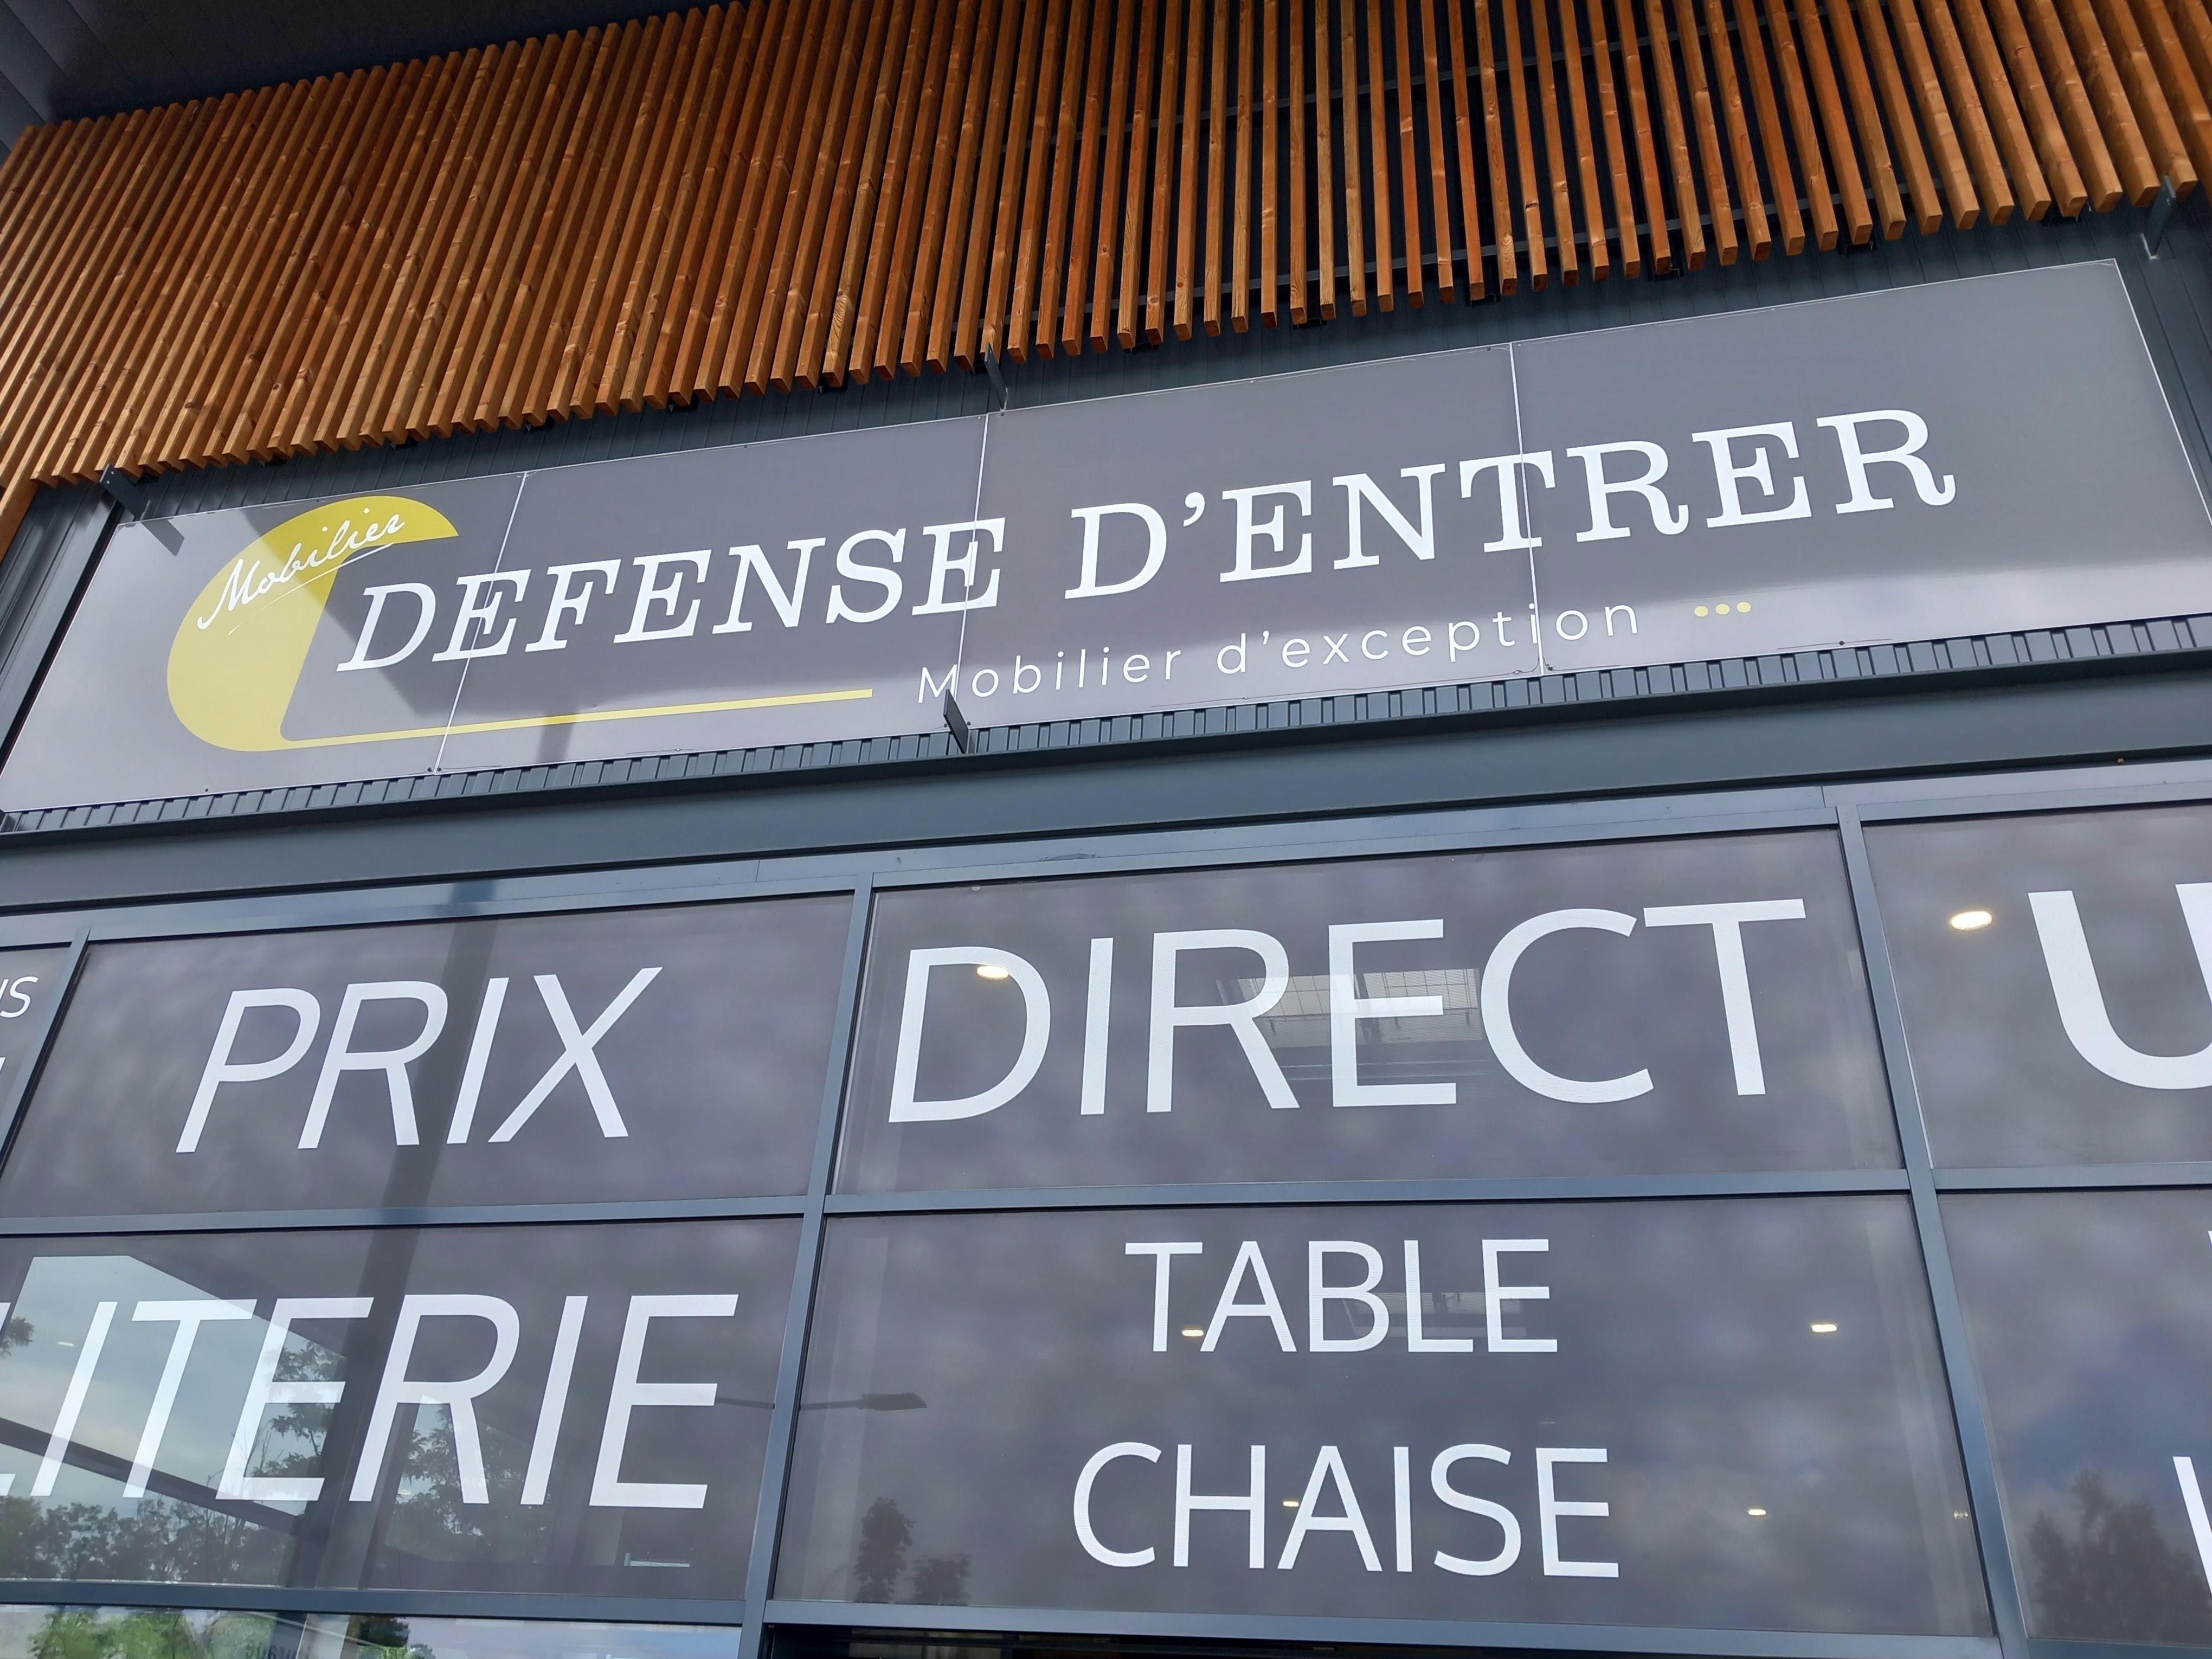 Mobilier
DEFENSE D'ENTRER
Mobilier d'exception ...
PRIX
DIRECT
LITERIE
TABLE
CHAISE